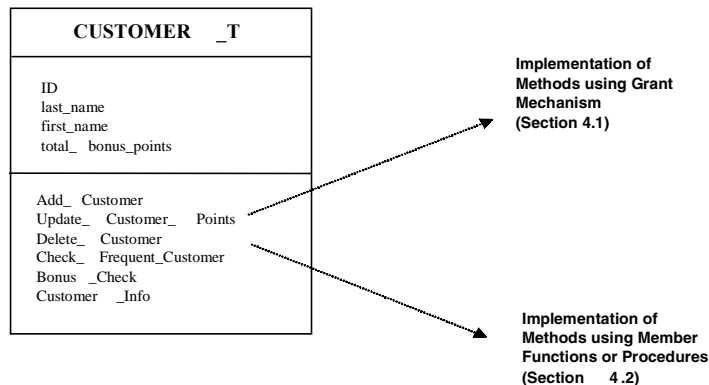 CUSTOMER _T
ID
last_name
first_name
total_ bonus_points
Add_ Customer
Update_ Customer_ Points
Delete_ Customer
Check_ Frequent_Customer
Bonus _Check
Customer _Info
Implementation of
Methods using Grant
Mechanism
(Section 4.1)
Implementation of
Methods using Member
Functions or Procedures
(Section 4 .2)